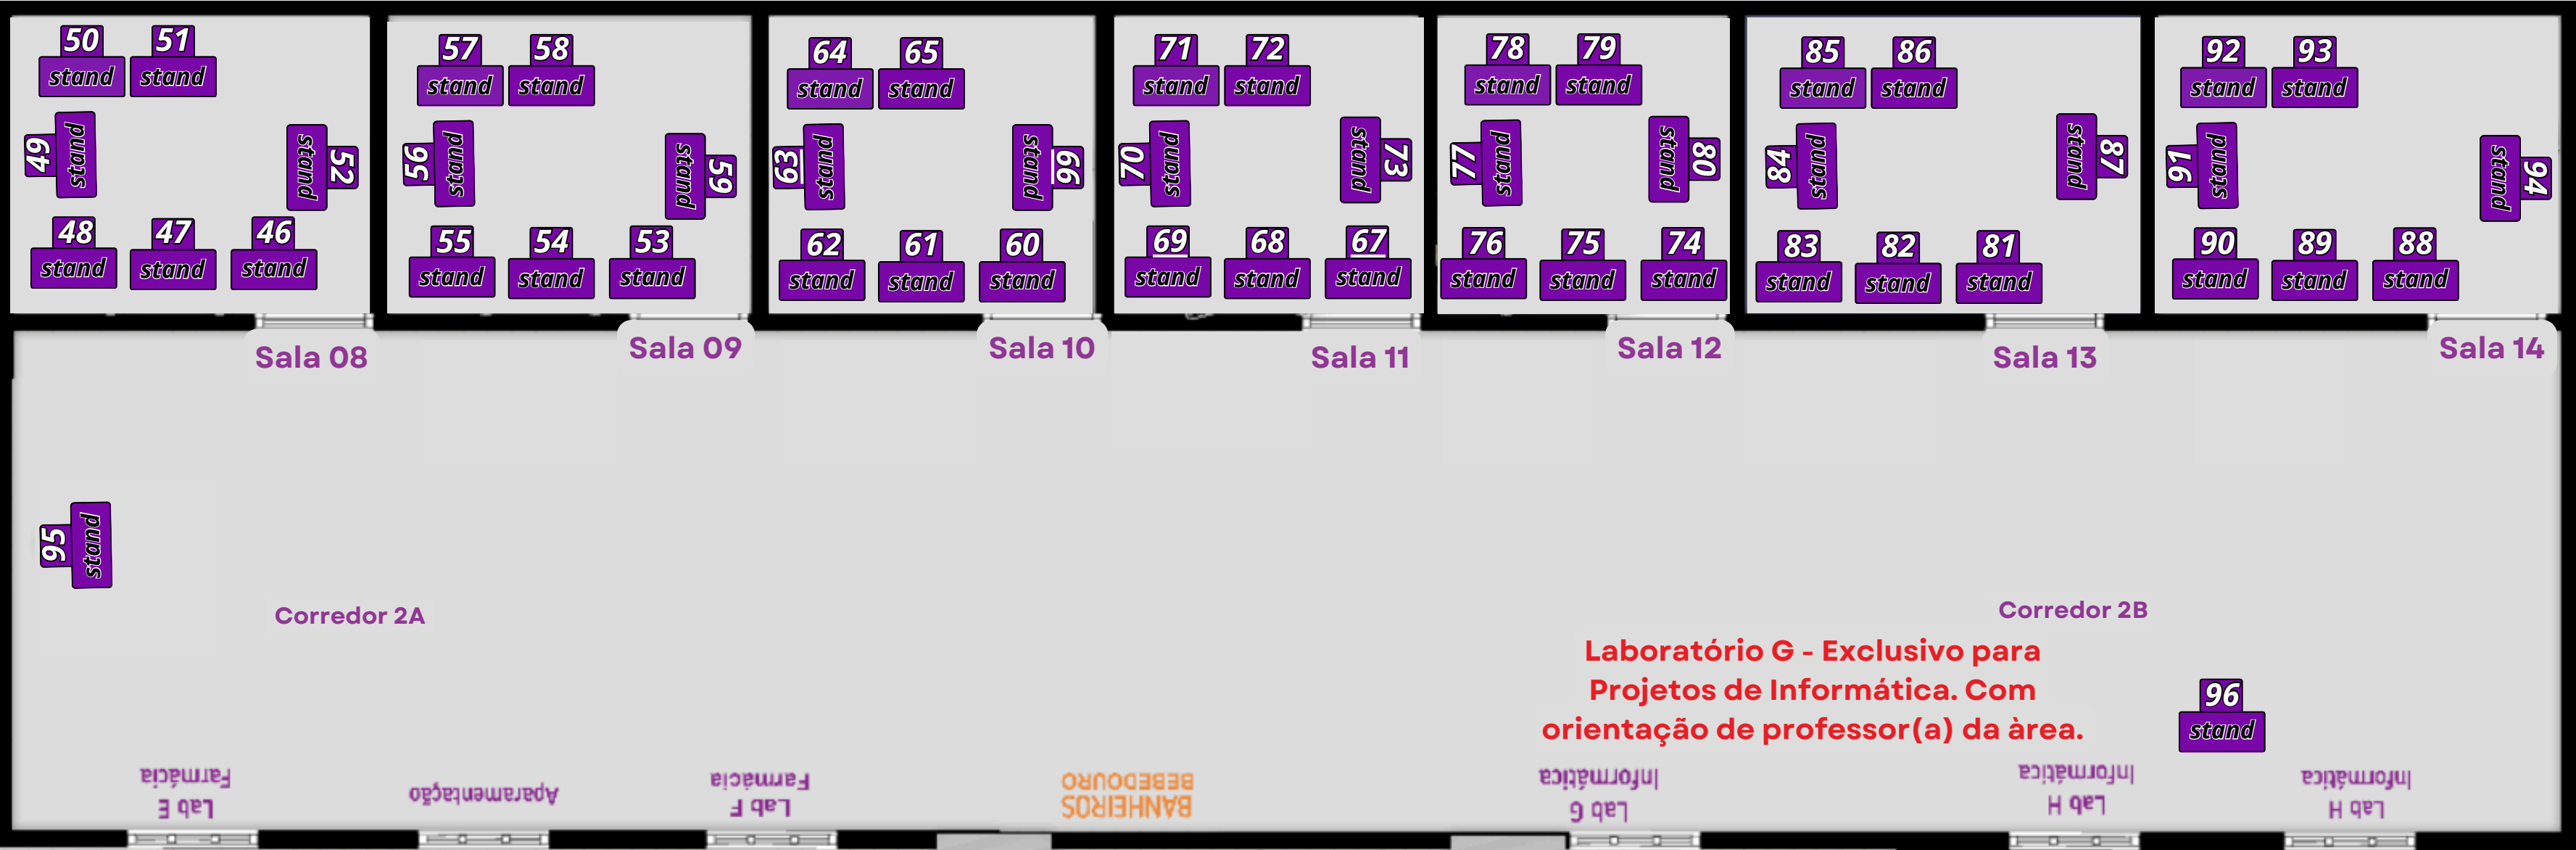 50
stand
51
stand
49
stand
52
stand
48
stand
47
stand
46
stand
Sala 08
57
stand
58
stand
56
stand
59
stand
55
stand
54
stand
53
stand
Sala 09
64
stand
65
stand
63
stand
66
stand
62
stand
61
stand
60
stand
Sala 10
71
stand
72
stand
70
stand
73
stand
69
stand
68
stand
67
stand
Sala 11
78
stand
79
stand
77
stand
80
stand
76
stand
75
stand
74
stand
Sala 12
85
stand
86
stand
84
stand
87
stand
83
stand
82
stand
81
stand
Sala 13
92
stand
93
stand
91
stand
94
stand
90
stand
89
stand
88
stand
Sala 14
95
stand
Corredor 2A
Corredor 2B
Laboratório G - Exclusivo para
Projetos de Informática. Com
orientação de professor(a) da àrea.
96
stand
Lab E
Farmácia
Aparamentação
Lab F
Farmácia
BANHEIROS
BEBEDOURO
Lab G
Informática
Lab H
Informática
Lab H
Informática